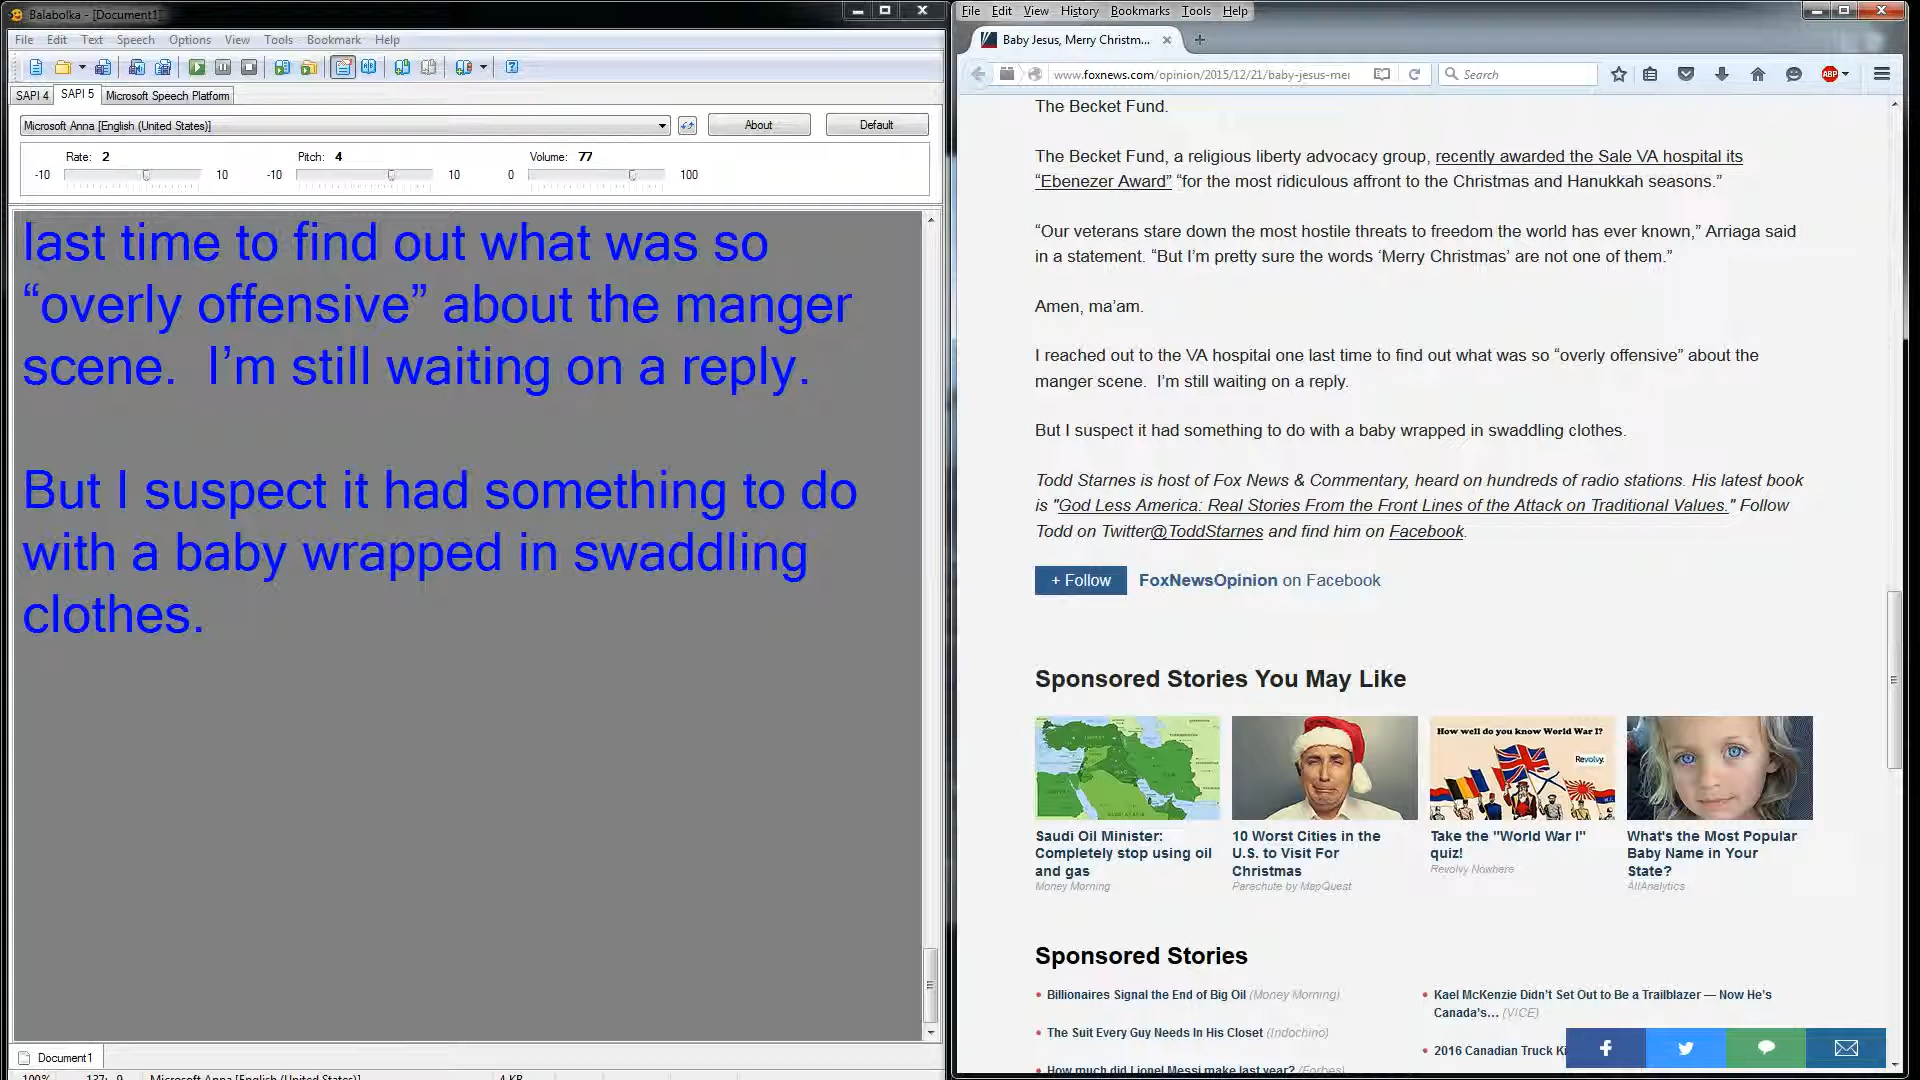 Balabolka - [Document1]
File Edit Text Speech Options View Tools Bookmark Help
SAPI 4 SAPI 5 Microsoft Speech Platform
Microsoft Anna [English (United States)] About Default
Rate: 2 Pitch: 4 Volume: 77
-10 10 -10 10 0 100
last time to find out what was so
“overly offensive” about the manger
scene.  I’m still waiting on a reply.
But I suspect it had something to do
with a baby wrapped in swaddling
clothes.
Document1
100% 137: 9 Microsoft Anna [English (United States)] 4 KB
File Edit View History Bookmarks Tools Help
Baby Jesus, Merry Christm...
www.foxnews.com/opinion/2015/12/21/baby-jesus-mer Search ABP
The Becket Fund.
The Becket Fund, a religious liberty advocacy group, recently awarded the Sale VA hospital its
“Ebenezer Award” “for the most ridiculous affront to the Christmas and Hanukkah seasons.”
“Our veterans stare down the most hostile threats to freedom the world has ever known,” Arriaga said
in a statement. “But I’m pretty sure the words ‘Merry Christmas’ are not one of them.”
Amen, ma’am.
I reached out to the VA hospital one last time to find out what was so “overly offensive” about the
manger scene.  I’m still waiting on a reply.
But I suspect it had something to do with a baby wrapped in swaddling clothes.
Todd Starnes is host of Fox News & Commentary, heard on hundreds of radio stations. His latest book
is "God Less America: Real Stories From the Front Lines of the Attack on Traditional Values." Follow
Todd on Twitter@ToddStarnes and find him on Facebook.
+ Follow FoxNewsOpinion on Facebook
Sponsored Stories You May Like
How well do you know World War I?
Revolvy.
Saudi Oil Minister:
Completely stop using oil
and gas
Money Morning
10 Worst Cities in the
U.S. to Visit For
Christmas
Parachute by MapQuest
Take the "World War I"
quiz!
Revolvy Nowhere
What's the Most Popular
Baby Name in Your
State?
AllAnalytics
Sponsored Stories
Billionaires Signal the End of Big Oil (Money Morning)
The Suit Every Guy Needs In His Closet (Indochino)
How much did Lionel Messi make last year? (Forbes)
Kael McKenzie Didn’t Set Out to Be a Trailblazer — Now He’s
Canada’s... (VICE)
2016 Canadian Truck Ki